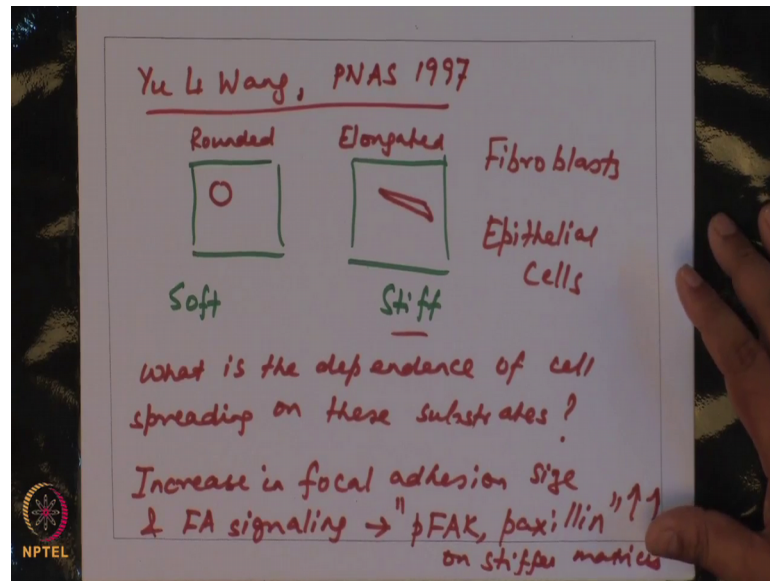 Yu Li Wang, PNAS 1997
Rounded Elongated Fibroblasts
Epithelial
Cells
Soft Stiff
What is the dependence of cell
spreading on these substrates?
Increase in focal adhesion size
& FA signaling → "pFAK, paxillin" ↑↑
on stiffer matrices
NPTEL